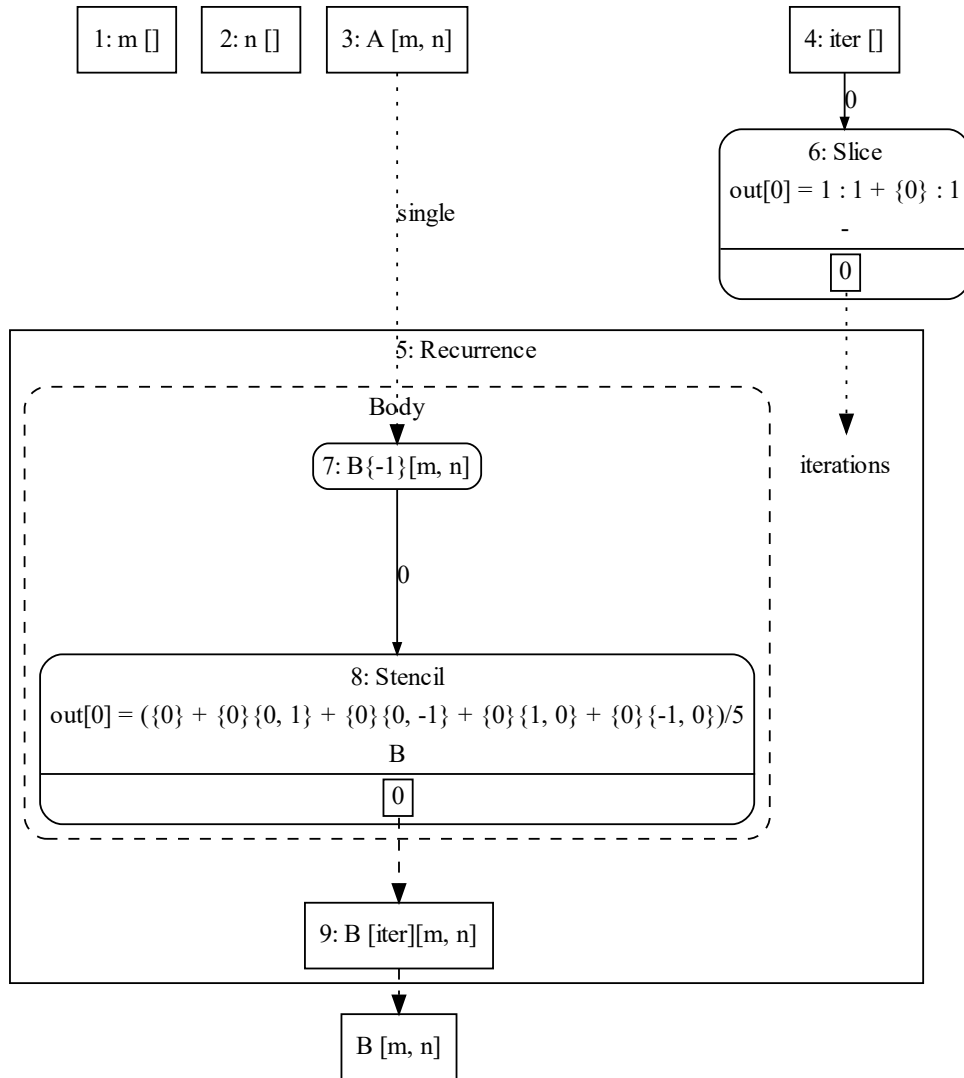 1: m []
2: n []
3: A [m, n]
4: iter []
0
6: Slice
out[0] = 1 : 1 + {0} : 1
-
0
single
5: Recurrence
Body
7: B{-1}[m, n]
iterations
0
8: Stencil
out[0] = ({0} + {0}{0, 1} + {0}{0, -1} + {0}{1, 0} + {0}{-1, 0})/5
B
0
9: B [iter][m, n]
B [m, n]